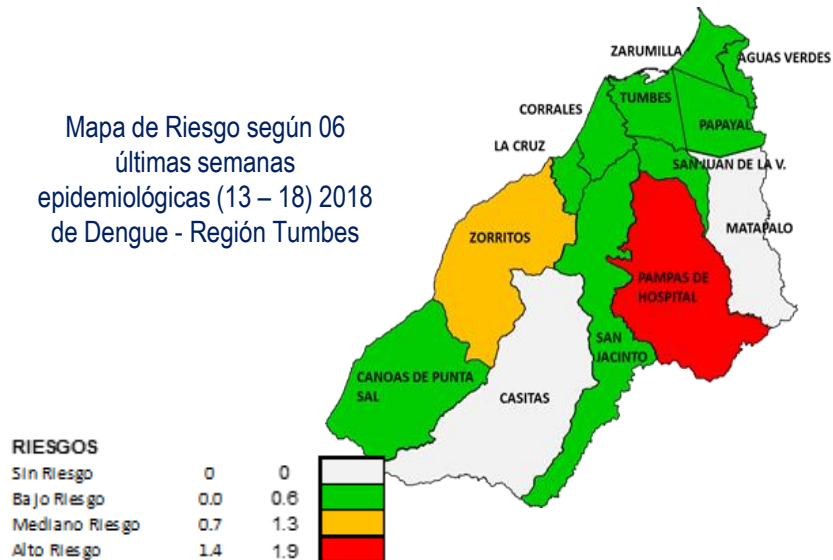 Mapa de Riesgo según 06
últimas semanas
epidemiológicas (13 – 18) 2018
de Dengue - Región Tumbes
ZARUMILLA
AGUAS VERDES
TUMBES
CORRALES
PAPAYAL
LA CRUZ
SAN JUAN DE LA V.
MATAPALO
ZORRITOS
PAMPAS DE
HOSPITAL
SAN
JACINTO
CANOAS DE PUNTA
SAL
CASITAS
RIESGOS
Sin Riesgo 0 0
Bajo Riesgo 0.0 0.6
Mediano Riesgo 0.7 1.3
Alto Riesgo 1.4 1.9